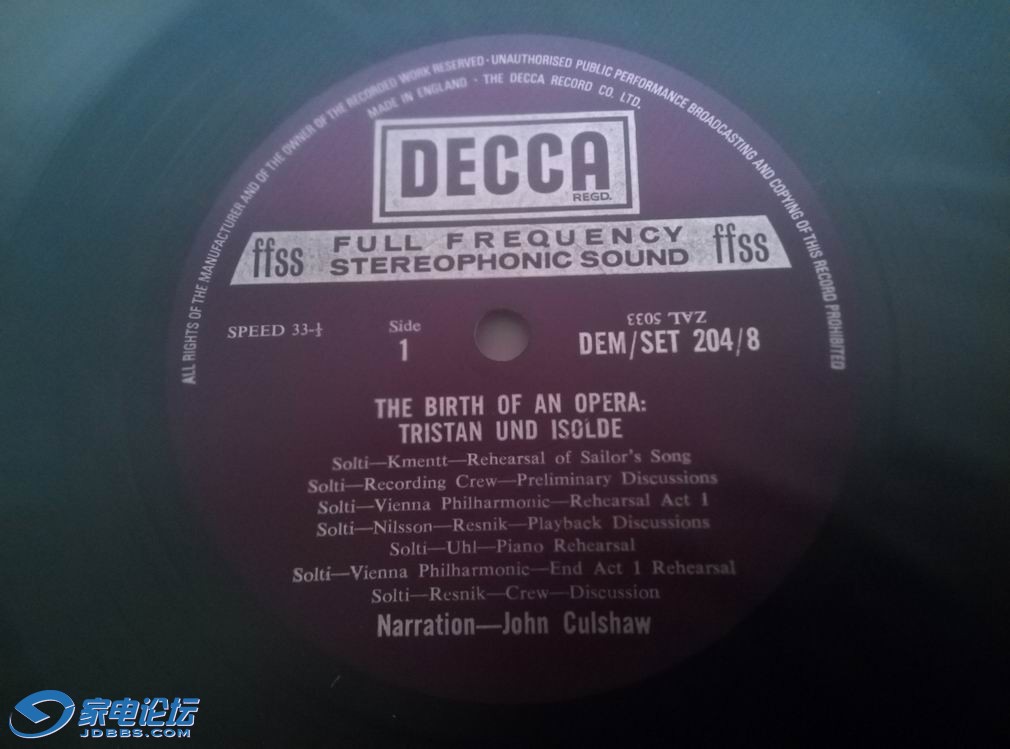 ALL RIGHTS OF THE MANUFACTURER AND OF THE OWNER OF THE RECORDED WORK RESERVED · UNAUTHORISED PUBLIC PERFORMANCE BROADCASTING AND COPYING OF THIS RECORD PROHIBITED
MADE IN ENGLAND · THE DECCA RECORD CO. LTD.
DECCA
REGD.
ffss FULL FREQUENCY ffss
STEREOPHONIC SOUND
SPEED 33-⅓
Side
1
ZAL 5033
DEM/SET 204/8
THE BIRTH OF AN OPERA:
TRISTAN UND ISOLDE
Solti—Kmentt—Rehearsal of Sailor's Song
Solti—Recording Crew—Preliminary Discussions
Solti—Vienna Philharmonic—Rehearsal Act 1
Solti—Nilsson—Resnik—Playback Discussions
Solti—Uhl—Piano Rehearsal
Solti—Vienna Philharmonic—End Act 1 Rehearsal
Solti—Resnik—Crew—Discussion
Narration—John Culshaw
家电论坛
JDBBS.COM